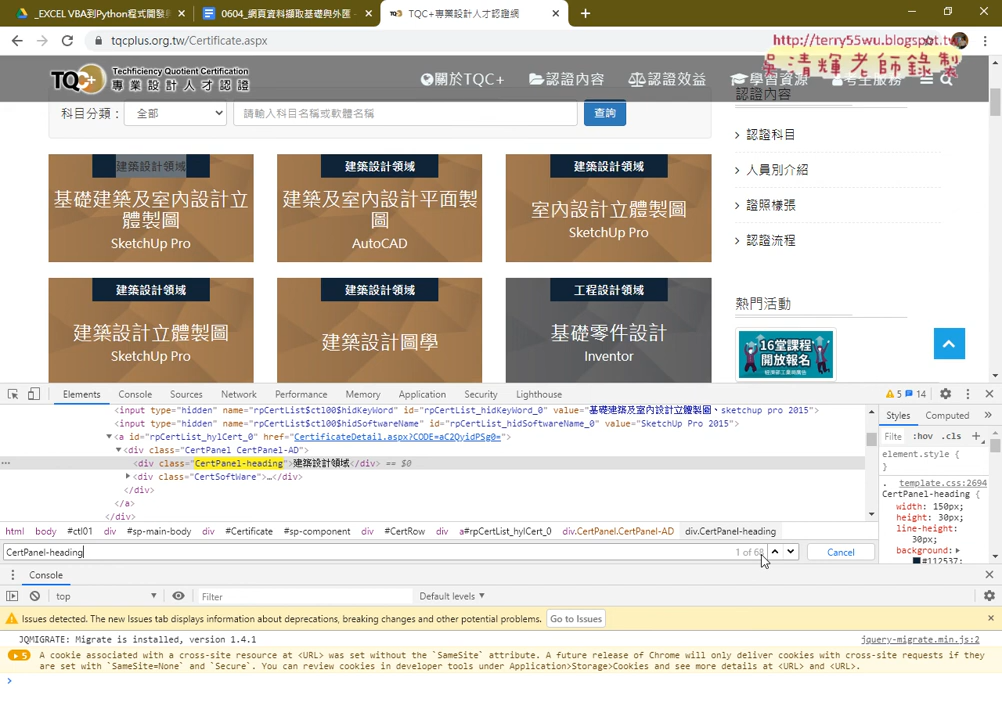 _EXCEL VBA到Python程式開發
0604_網頁資料擷取基礎與外匯
TQC+專業設計人才認證網
tqcplus.org.tw/Certificate.aspx
http://terry55wu.blogspot.tw
吳清輝老師錄製
TQC+ Techficiency Quotient Certification
專業設計人才認證
關於TQC+
認證內容
認證效益
學習資源
考生服務
科目分類：
全部
請輸入科目名稱或軟體名稱
查詢
認證內容
建築設計領域
基礎建築及室內設計立
體製圖
SketchUp Pro
建築設計領域
建築及室內設計平面製
圖
AutoCAD
建築設計領域
室內設計立體製圖
SketchUp Pro
認證科目
人員別介紹
證照樣張
認證流程
建築設計領域
建築設計立體製圖
SketchUp Pro
建築設計領域
建築設計圖學
工程設計領域
基礎零件設計
Inventor
熱門活動
16堂課程
開放報名
Elements Console Sources Network Performance Memory Application Security Lighthouse 5 14
<input type="hidden" name="rpCertList$ctl00$hidKeyWord" id="rpCertList_hidKeyWord_0" value="基礎建築及室內設計立體製圖、sketchup pro 2015">
<input type="hidden" name="rpCertList$ctl00$hidSoftwareName" id="rpCertList_hidSoftwareName_0" value="SketchUp Pro 2015">
▼<a id="rpCertList_hylCert_0" href="CertificateDetail.aspx?CODE=aC2QyidPSg0=">
▼<div class="CertPanel CertPanel-AD">
<div class="CertPanel-heading">建築設計領域</div> == $0
▶<div class="CertSoftWare">…</div>
</div>
</a>
</div>
Styles Computed »
Filte :hov .cls +
element.style {
}
.
template.css:2694
CertPanel-heading {
width: 150px;
height: 30px;
line-height:
30px;
background:▶
#112537;
html body #ctl01 div #sp-main-body div #Certificate #sp-component div #CertRow div a#rpCertList_hylCert_0 div.CertPanel.CertPanel-AD div.CertPanel-heading
CertPanel-heading
1 of 68
Cancel
Console
top
Filter
Default levels ▼
Issues detected. The new Issues tab displays information about deprecations, breaking changes and other potential problems. Go to Issues
JQMIGRATE: Migrate is installed, version 1.4.1
jquery-migrate.min.js:2
5 A cookie associated with a cross-site resource at <URL> was set without the `SameSite` attribute. A future release of Chrome will only deliver cookies with cross-site requests if they
are set with `SameSite=None` and `Secure`. You can review cookies in developer tools under Application>Storage>Cookies and see more details at <URL> and <URL>.